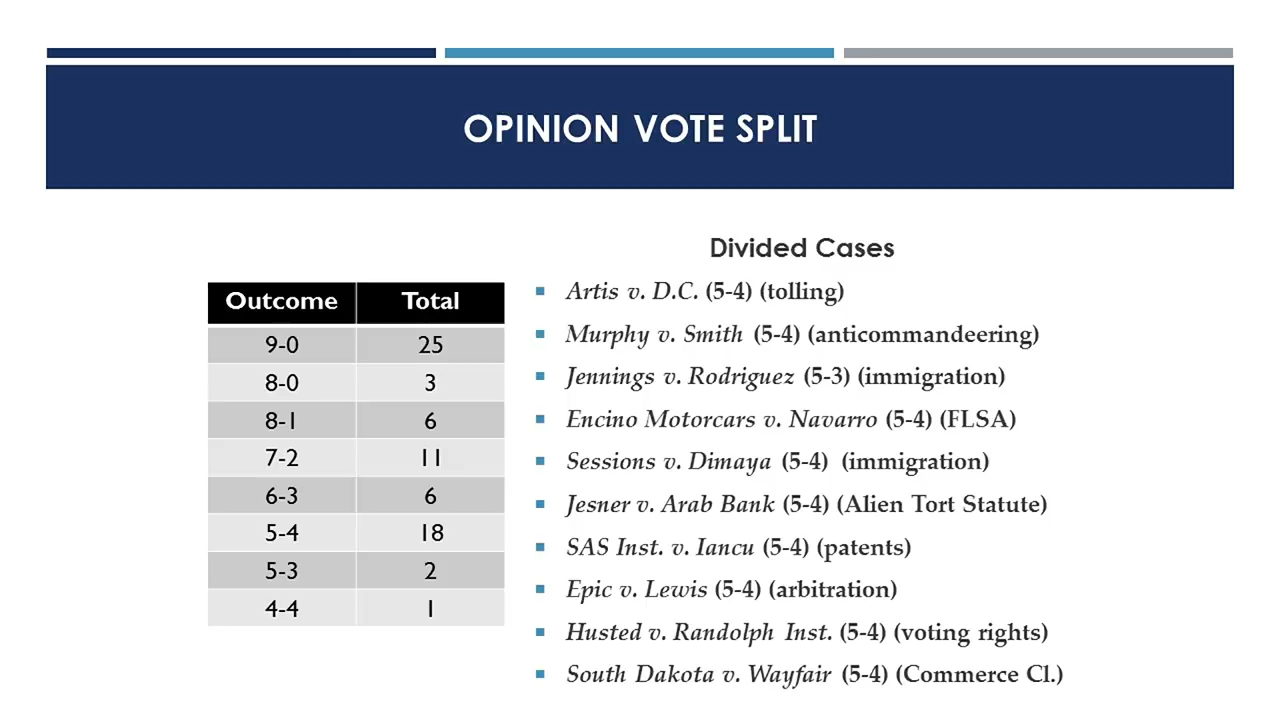 OPINION VOTE SPLIT
Outcome Total
9-0 25
8-0 3
8-1 6
7-2 11
6-3 6
5-4 18
5-3 2
4-4 1
Divided Cases
Artis v. D.C. (5-4) (tolling)
Murphy v. Smith (5-4) (anticommandeering)
Jennings v. Rodriguez (5-3) (immigration)
Encino Motorcars v. Navarro (5-4) (FLSA)
Sessions v. Dimaya (5-4) (immigration)
Jesner v. Arab Bank (5-4) (Alien Tort Statute)
SAS Inst. v. Iancu (5-4) (patents)
Epic v. Lewis (5-4) (arbitration)
Husted v. Randolph Inst. (5-4) (voting rights)
South Dakota v. Wayfair (5-4) (Commerce Cl.)